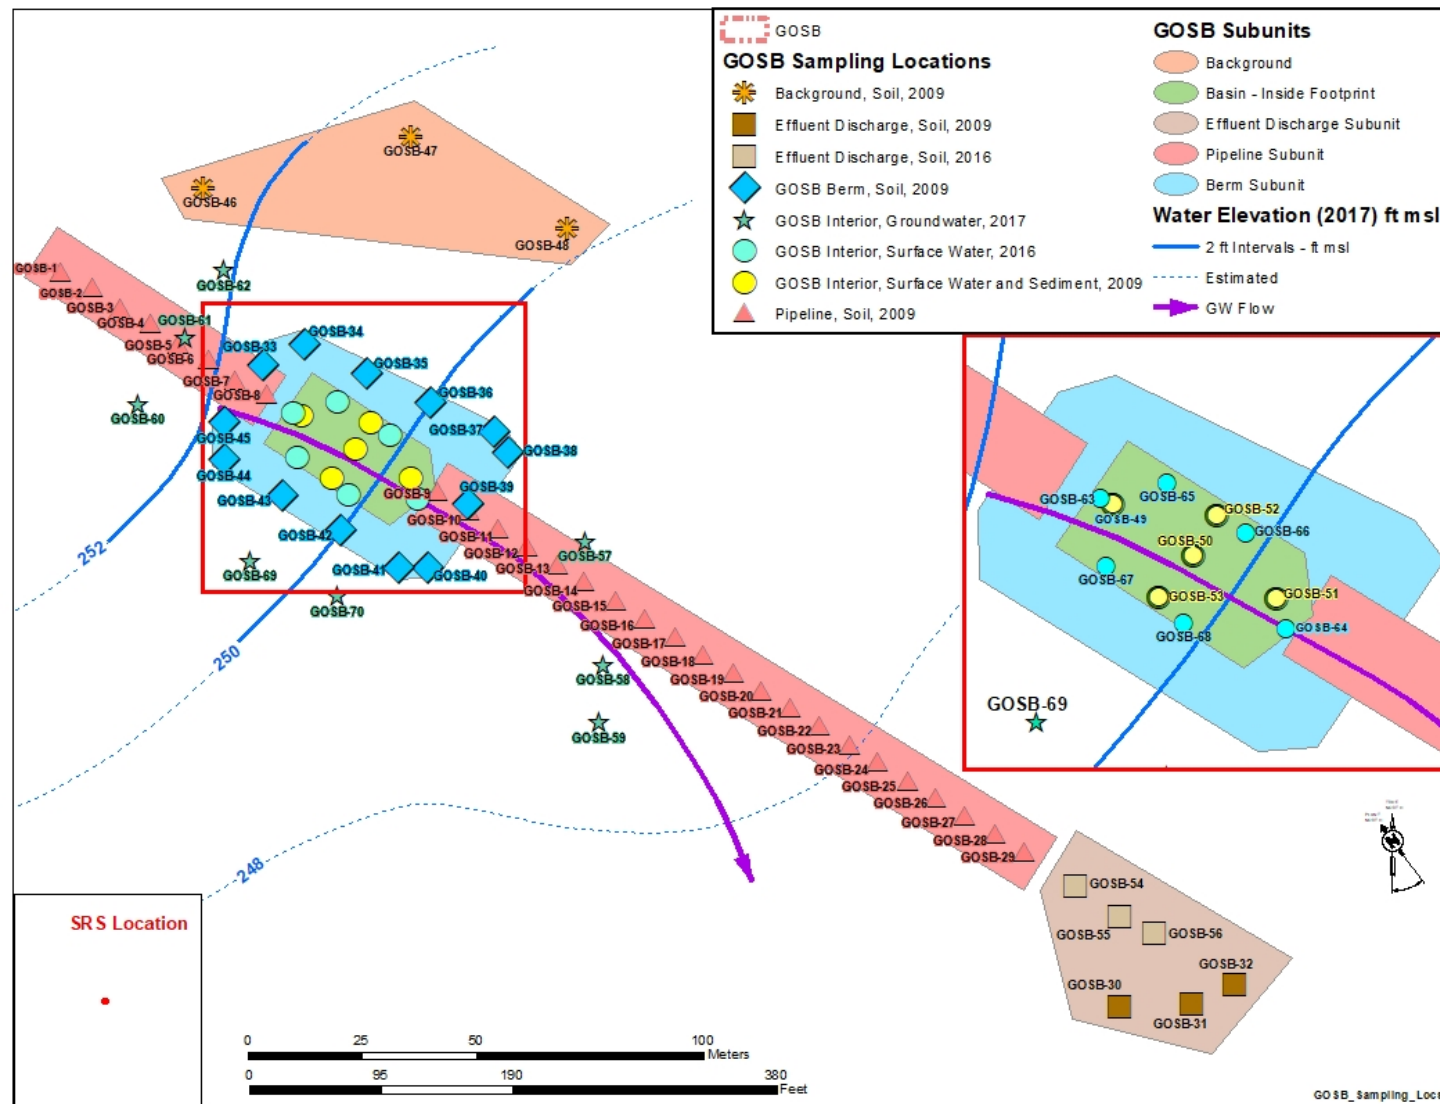 GOSB
GOSB Sampling Locations
Background, Soil, 2009
Effluent Discharge, Soil, 2009
Effluent Discharge, Soil, 2016
GOSB Berm, Soil, 2009
GOSB Interior, Groundwater, 2017
GOSB Interior, Surface Water, 2016
GOSB Interior, Surface Water and Sediment, 2009
Pipeline, Soil, 2009
GOSB Subunits
Background
Basin - Inside Footprint
Effluent Discharge Subunit
Pipeline Subunit
Berm Subunit
Water Elevation (2017) ft msl
2 ft Intervals - ft msl
Estimated
GW Flow
GOSB-47
GOSB-46
GOSB-48
GOSB-1
GOSB-2
GOSB-3
GOSB-4
GOSB-5
GOSB-6
GOSB-7
GOSB-8
GOSB-62
GOSB-61
GOSB-60
GOSB-33
GOSB-34
GOSB-35
GOSB-36
GOSB-37
GOSB-38
GOSB-39
GOSB-45
GOSB-44
GOSB-43
GOSB-42
GOSB-41
GOSB-40
GOSB-9
GOSB-10
GOSB-11
GOSB-12
GOSB-13
GOSB-14
GOSB-15
GOSB-16
GOSB-17
GOSB-18
GOSB-19
GOSB-20
GOSB-21
GOSB-22
GOSB-23
GOSB-24
GOSB-25
GOSB-26
GOSB-27
GOSB-28
GOSB-29
GOSB-57
GOSB-58
GOSB-59
GOSB-69
GOSB-70
252
250
248
GOSB-63
GOSB-49
GOSB-65
GOSB-52
GOSB-66
GOSB-50
GOSB-67
GOSB-53
GOSB-51
GOSB-68
GOSB-64
GOSB-69
GOSB-54
GOSB-55
GOSB-56
GOSB-32
GOSB-30
GOSB-31
SRS Location
0 25 50 100
Meters
0 95 190 380
Feet
GOSB_Sampling_Loc